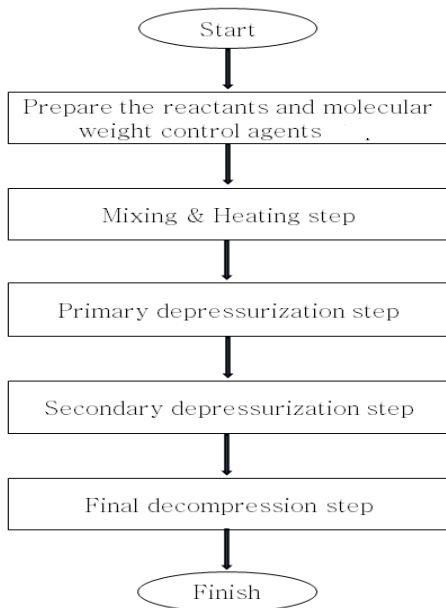 Start
Prepare the reactants and molecular
weight control agents .
Mixing & Heating step
Primary depressurization step
Secondary depressurization step
Final decompression step
Finish